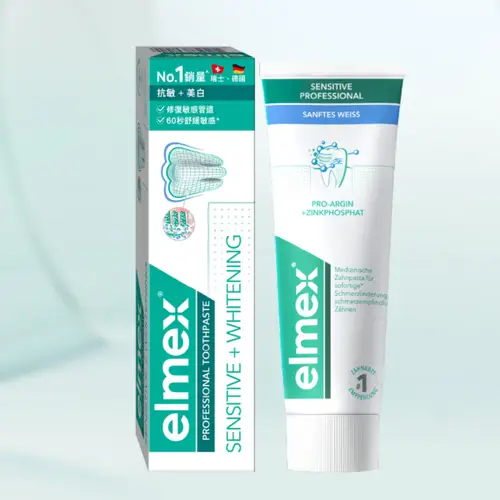 No.1銷量^ 瑞士、德國
抗敏+美白
修復敏感管道
60秒舒緩敏感*
elmex®
PROFESSIONAL TOOTHPASTE
SENSITIVE + WHITENING
SENSITIVE
PROFESSIONAL
SANFTES WEISS
PRO-ARGIN
+ZINKPHOSPHAT
elmex®
Medizinische
Zahnpasta für
sofortige*
Schmerzlinderung
schmerzempfindli
Zähnen.
ZAHNÄRZTE
#1